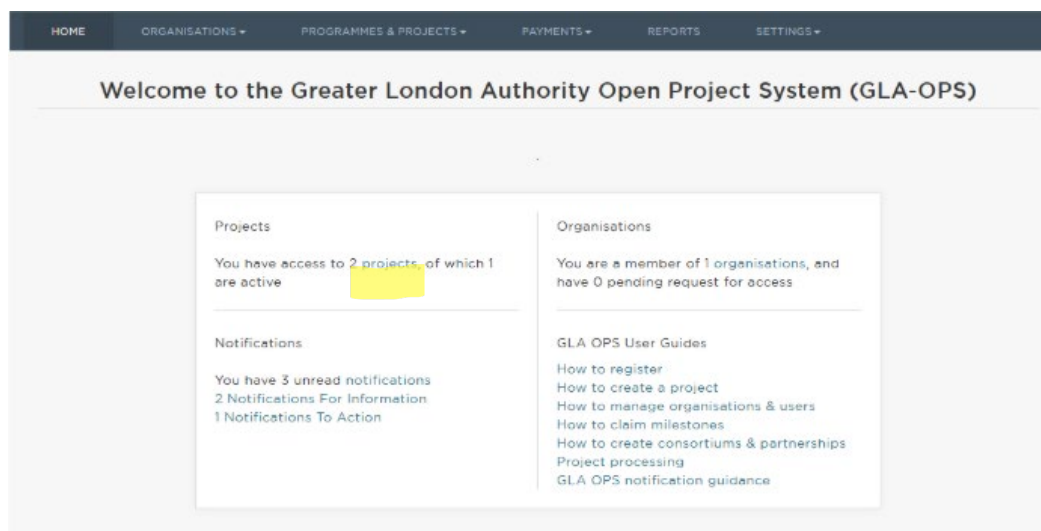 HOME ORGANISATIONS PROGRAMMES & PROJECTS PAYMENTS REPORTS SETTINGS
Welcome to the Greater London Authority Open Project System (GLA-OPS)
Projects
You have access to 2 projects, of which 1
are active
Organisations
You are a member of 1 organisations, and
have 0 pending request for access
Notifications
You have 3 unread notifications
2 Notifications For Information
1 Notifications To Action
GLA OPS User Guides
How to register
How to create a project
How to manage organisations & users
How to claim milestones
How to create consortiums & partnerships
Project processing
GLA OPS notification guidance